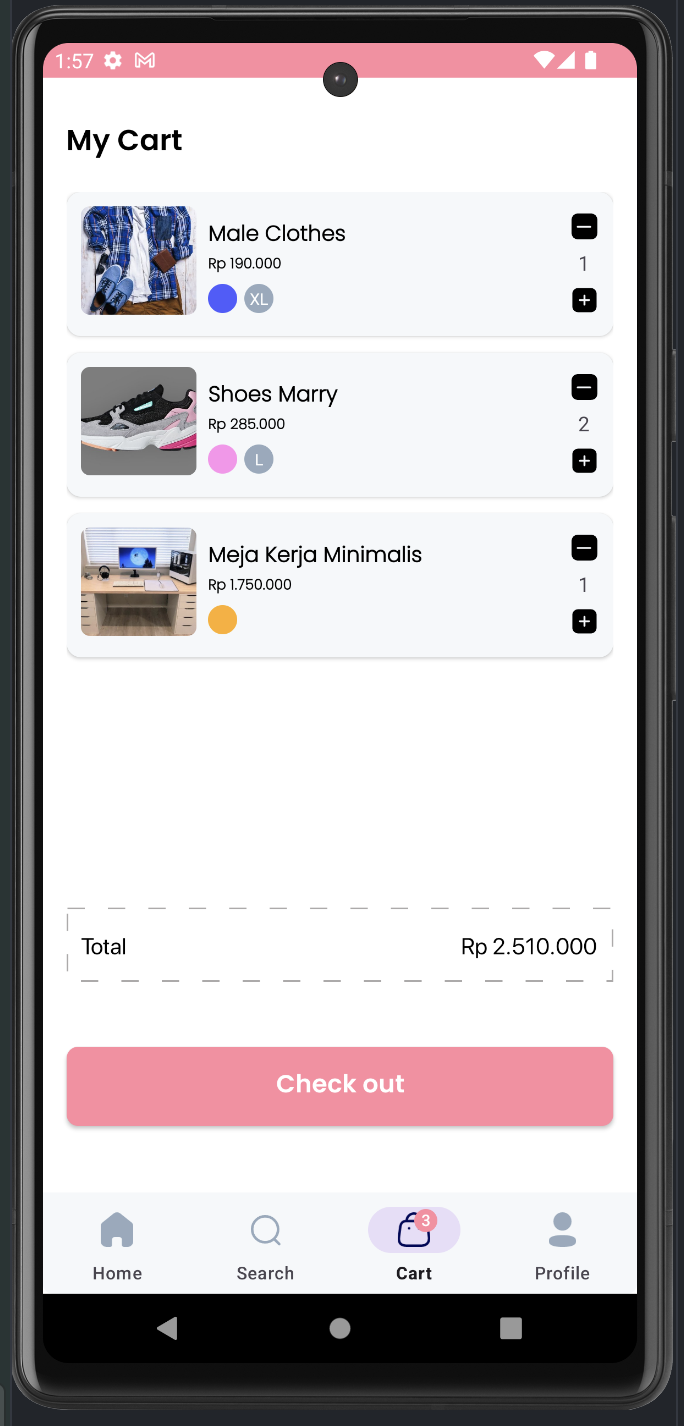 1:57
My Cart
Male Clothes
Rp 190.000
XL
1
Shoes Marry
Rp 285.000
L
2
Meja Kerja Minimalis
Rp 1.750.000
1
Total Rp 2.510.000
Check out
3
Home Search Cart Profile